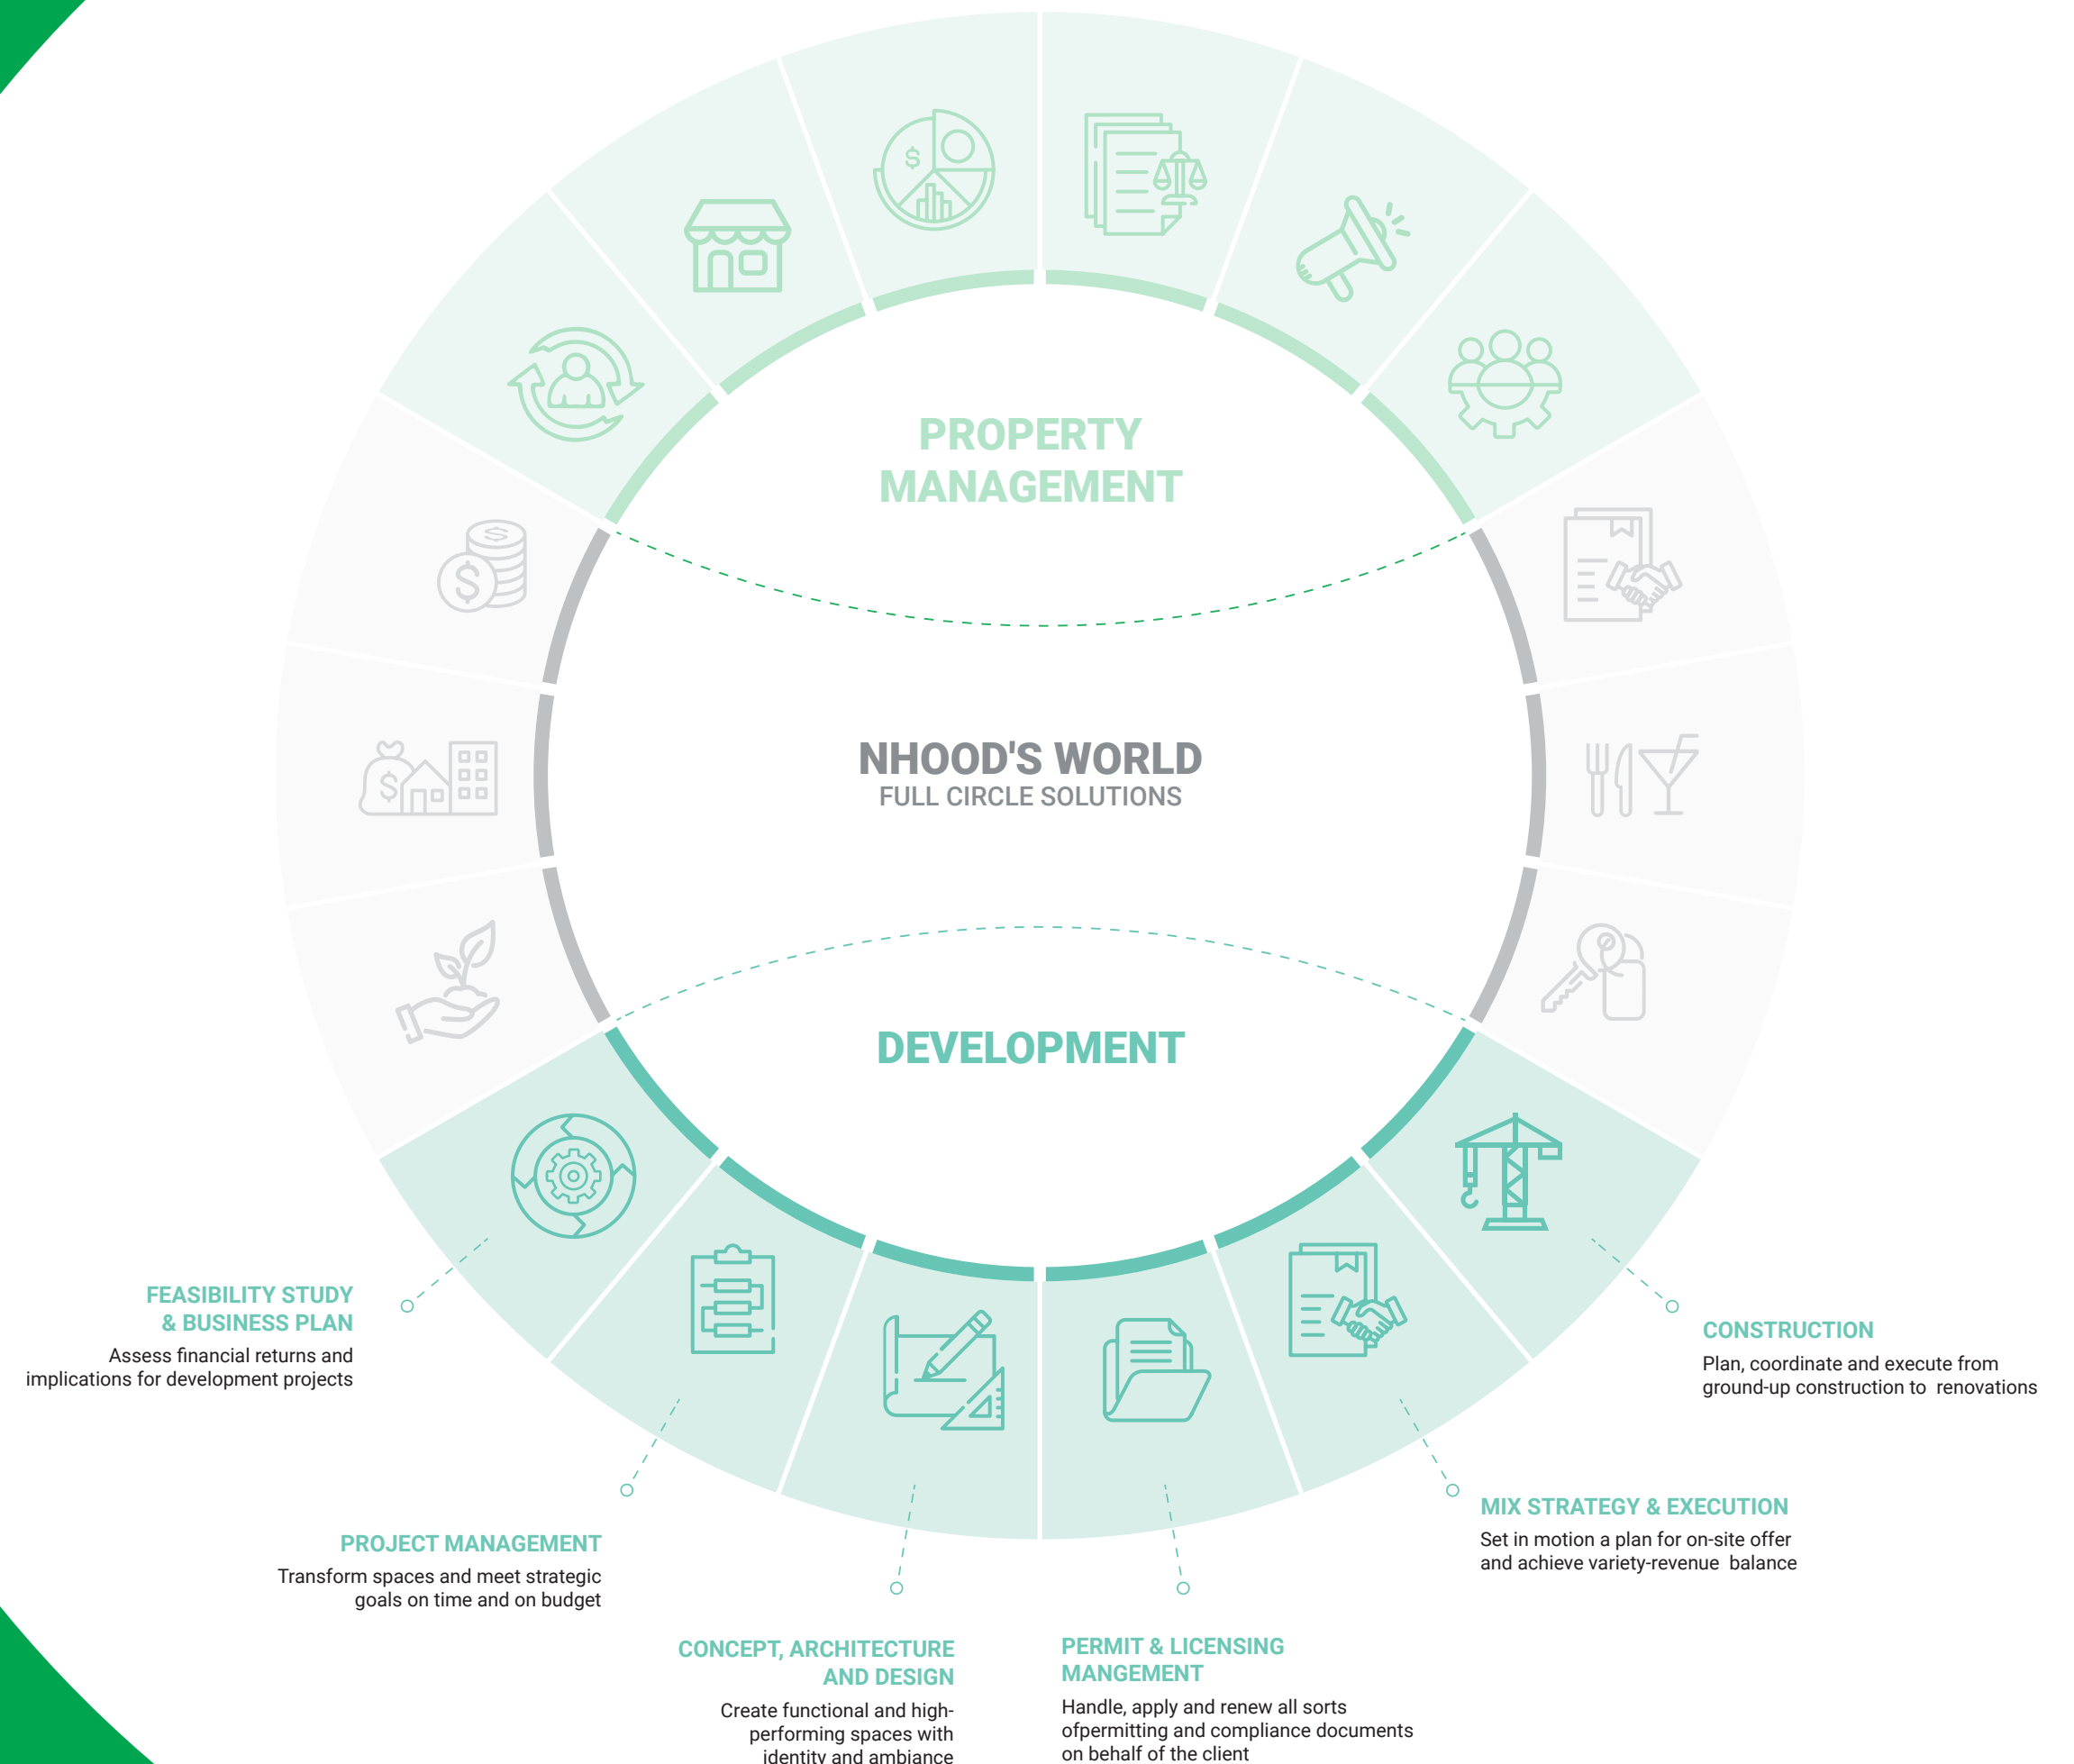 PROPERTY
MANAGEMENT
NHOOD'S WORLD
FULL CIRCLE SOLUTIONS
DEVELOPMENT
FEASIBILITY STUDY
& BUSINESS PLAN
Assess financial returns and
implications for development projects
PROJECT MANAGEMENT
Transform spaces and meet strategic
goals on time and on budget
CONCEPT, ARCHITECTURE
AND DESIGN
Create functional and high-
performing spaces with
identity and ambiance
PERMIT & LICENSING
MANGEMENT
Handle, apply and renew all sorts
ofpermitting and compliance documents
on behalf of the client
MIX STRATEGY & EXECUTION
Set in motion a plan for on-site offer
and achieve variety-revenue  balance
CONSTRUCTION
Plan, coordinate and execute from
ground-up construction to  renovations
$
$
$
$